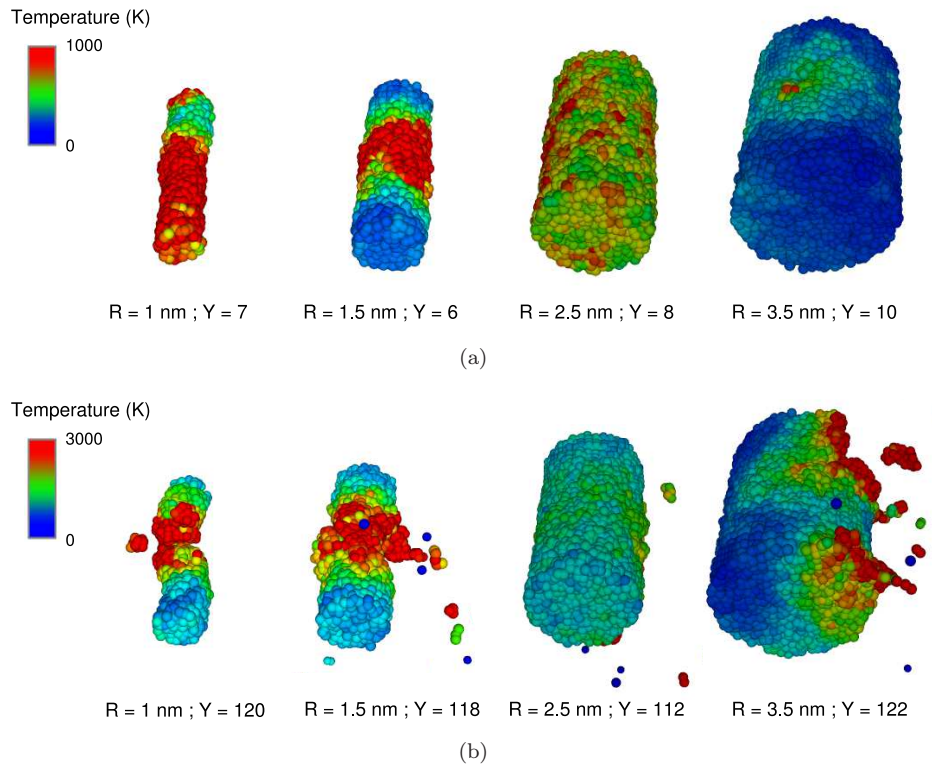 Temperature (K)
1000
0
R = 1 nm ; Y = 7
R = 1.5 nm ; Y = 6
R = 2.5 nm ; Y = 8
R = 3.5 nm ; Y = 10
(a)
Temperature (K)
3000
0
R = 1 nm ; Y = 120
R = 1.5 nm ; Y = 118
R = 2.5 nm ; Y = 112
R = 3.5 nm ; Y = 122
(b)